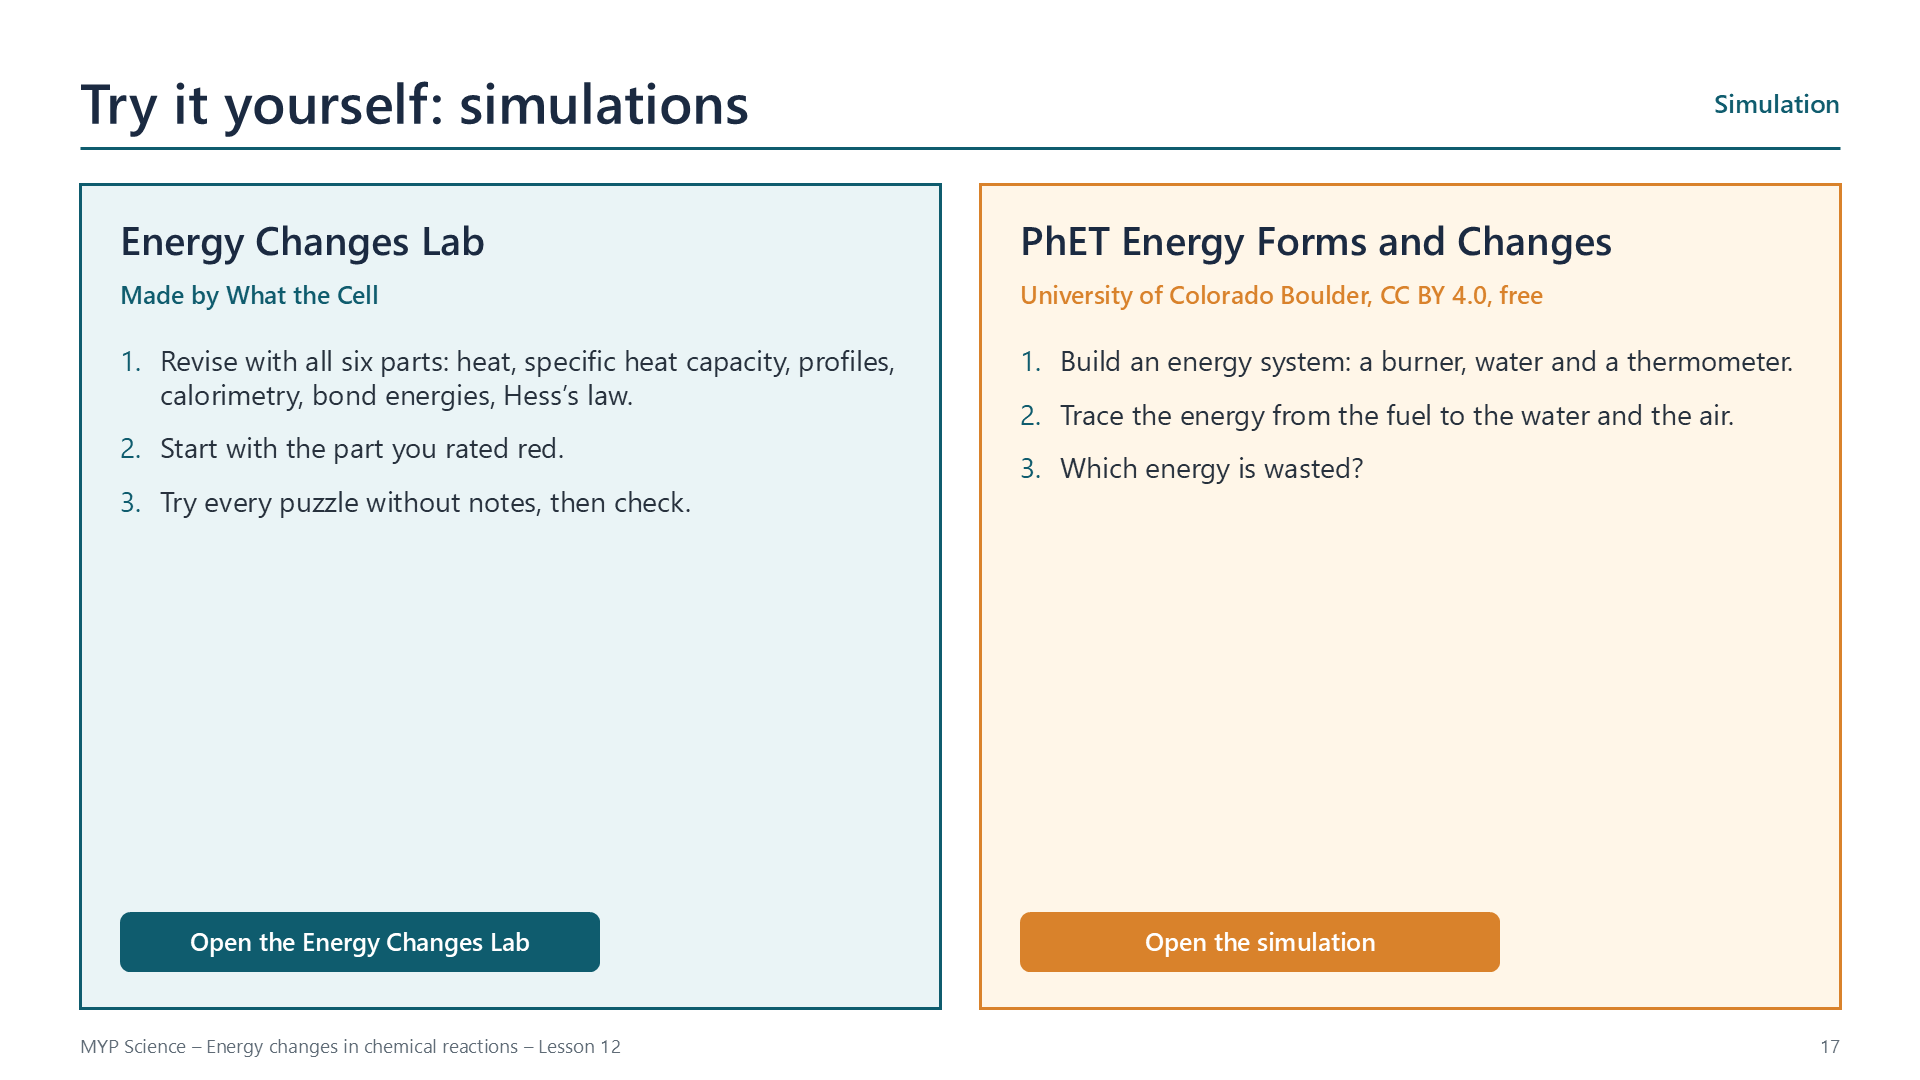 Try it yourself: simulations
Simulation
Energy Changes Lab
Made by What the Cell
1. Revise with all six parts: heat, specific heat capacity, profiles,
calorimetry, bond energies, Hess’s law.
2. Start with the part you rated red.
3. Try every puzzle without notes, then check.
Open the Energy Changes Lab
PhET Energy Forms and Changes
University of Colorado Boulder, CC BY 4.0, free
1. Build an energy system: a burner, water and a thermometer.
2. Trace the energy from the fuel to the water and the air.
3. Which energy is wasted?
Open the simulation
MYP Science – Energy changes in chemical reactions – Lesson 12
17